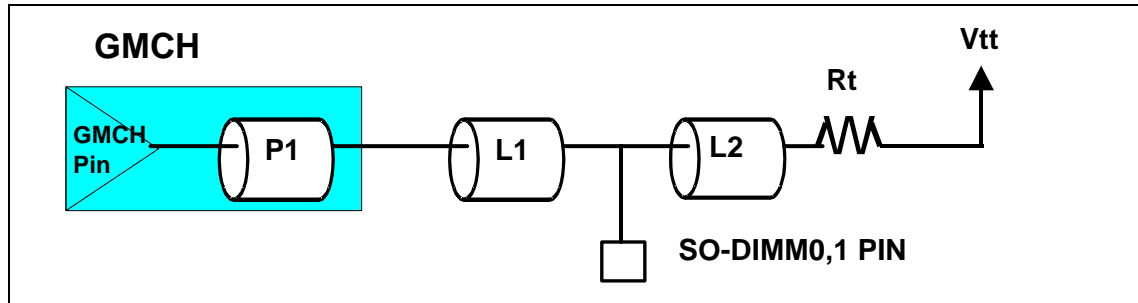 GMCH
Vtt
Rt
GMCH
Pin
P1
L1
L2
SO-DIMM0,1 PIN